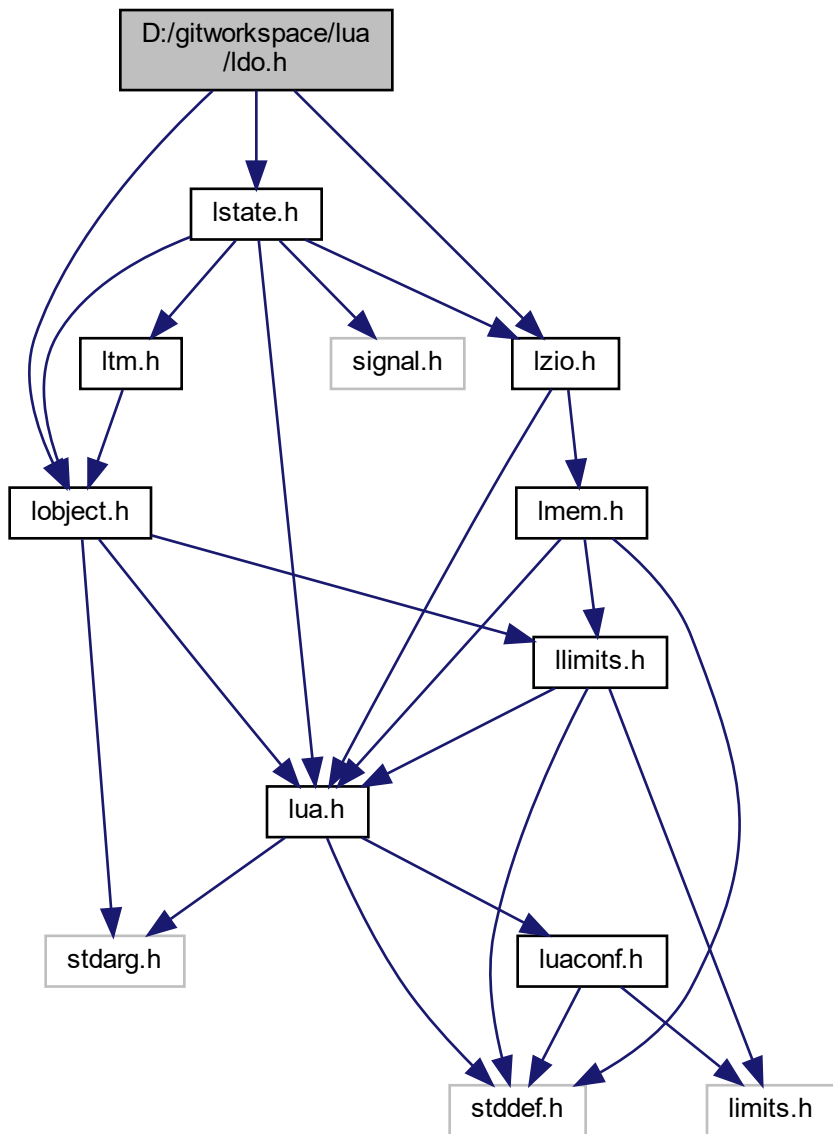 D:/gitworkspace/lua
/ldo.h
lstate.h
ltm.h
signal.h
lzio.h
lobject.h
lmem.h
llimits.h
lua.h
stdarg.h
luaconf.h
stddef.h
limits.h